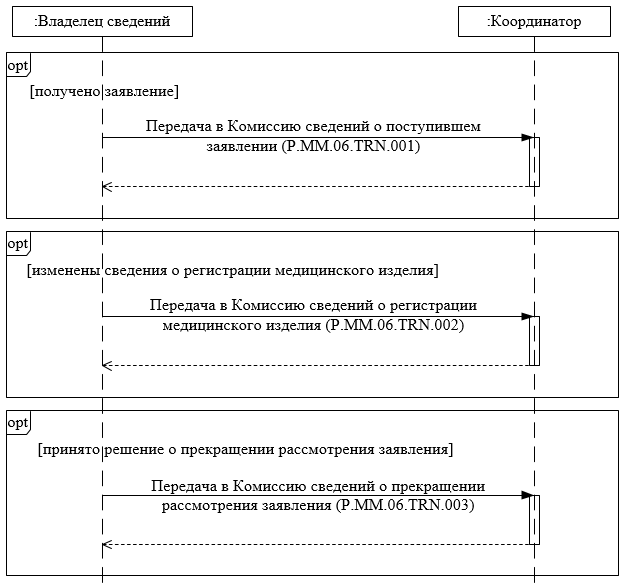 :Владелец сведений
:Координатор
opt
[получено заявление]
Передача в Комиссию сведений о поступившем
заявлении (P.MM.06.TRN.001)
opt
[изменены сведения о регистрации медицинского изделия]
Передача в Комиссию сведений о регистрации
медицинского изделия (P.MM.06.TRN.002)
opt
[принято решение о прекращении рассмотрения заявления]
Передача в Комиссию сведений о прекращении
рассмотрения заявления (P.MM.06.TRN.003)